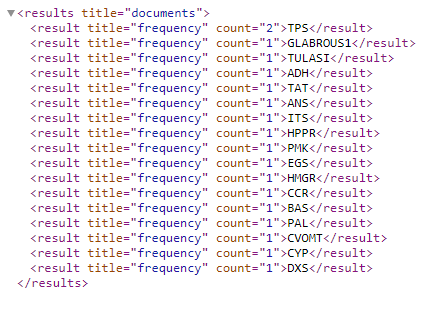 <results title="documents">
<result title="frequency" count="2">TPS</result>
<result title="frequency" count="1">GLABROUS1</result>
<result title="frequency" count="1">TULASI</result>
<result title="frequency" count="1">ADH</result>
<result title="frequency" count="1">TAT</result>
<result title="frequency" count="1">ANS</result>
<result title="frequency" count="1">ITS</result>
<result title="frequency" count="1">HPPR</result>
<result title="frequency" count="1">PMK</result>
<result title="frequency" count="1">EGS</result>
<result title="frequency" count="1">HMGR</result>
<result title="frequency" count="1">CCR</result>
<result title="frequency" count="1">BAS</result>
<result title="frequency" count="1">PAL</result>
<result title="frequency" count="1">CVOMT</result>
<result title="frequency" count="1">CYP</result>
<result title="frequency" count="1">DXS</result>
</results>